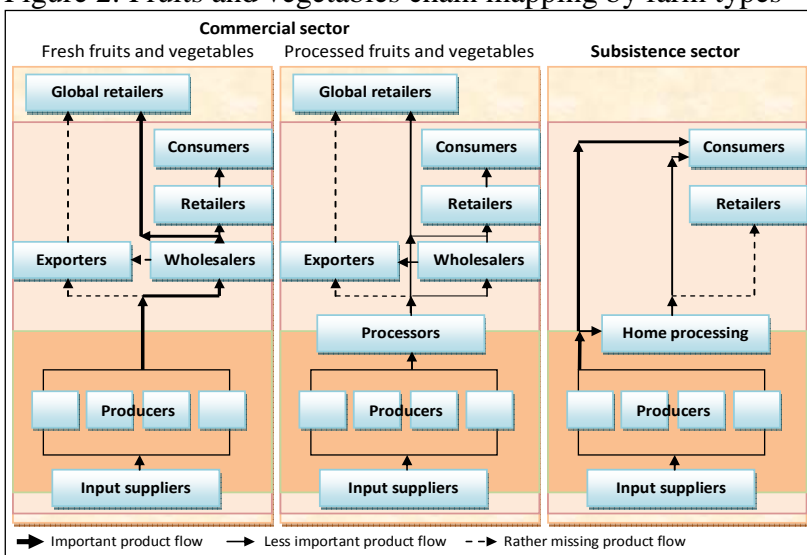 Figure 2: Fruits and vegetables chain mapping by farm types
Commercial sector
Fresh fruits and vegetables
Processed fruits and vegetables
Subsistence sector
Global retailers
Consumers
Retailers
Exporters
Wholesalers
Producers
Input suppliers
Global retailers
Consumers
Retailers
Exporters
Wholesalers
Processors
Producers
Input suppliers
Consumers
Retailers
Home processing
Producers
Input suppliers
Important product flow
Less important product flow
Rather missing product flow